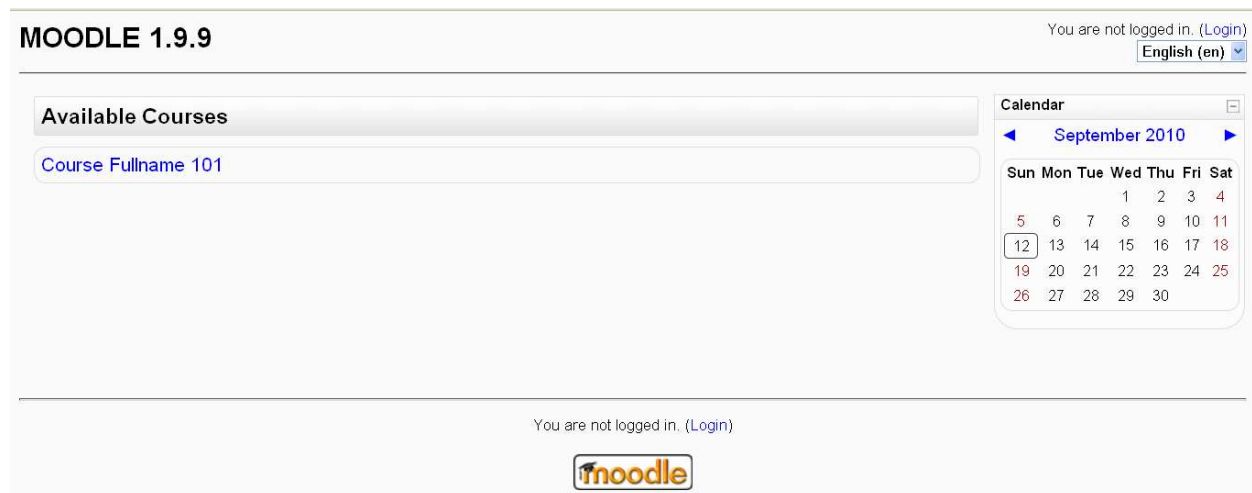 MOODLE 1.9.9
You are not logged in. (Login)
English (en)
Available Courses
Course Fullname 101
Calendar
◄ September 2010 ►
Sun Mon Tue Wed Thu Fri Sat
1 2 3 4
5 6 7 8 9 10 11
12 13 14 15 16 17 18
19 20 21 22 23 24 25
26 27 28 29 30
You are not logged in. (Login)
moodle